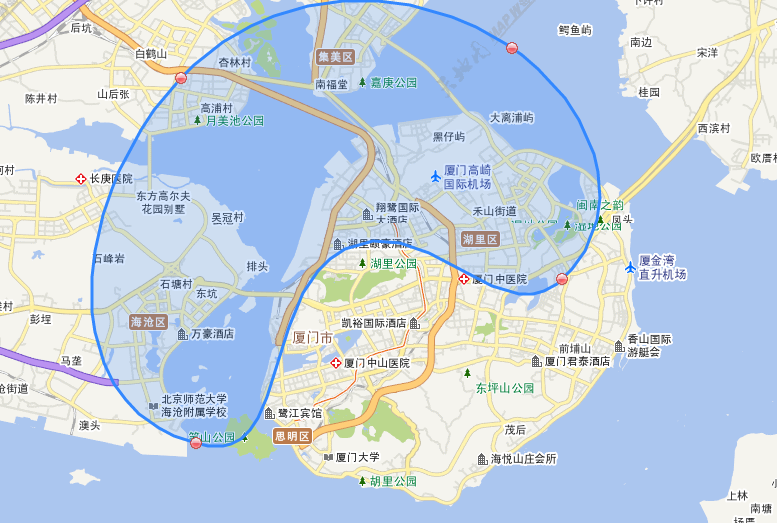 下许村
后坑
鳄鱼屿
白鹤山
杏林村
集美区
南边
宋洋
陈井村
山后张
南福堂
嘉庚公园
桂园
高浦村
月美池公园
大离浦屿
西滨村
黑仔屿
欧厝
长庚医院
厦门高崎
国际机场
东方高尔夫
花园别墅
翔鹭国际
大酒店
闽南之韵
吴冠村
禾山街道
凤头
湖里颐豪酒店
湖里区
石峰岩
排头
湖里公园
厦金湾
直升机场
石塘村
东坑
厦门中医院
彭埕
海沧区
万豪酒店
凯裕国际酒店
厦门市
香山国际
游艇会
前埔山
马垄
厦门中山医院
厦门君泰酒店
沧街道
东坪山公园
北京师范大学
海沧附属学校
鹭江宾馆
澳头
思明区
茂后
厦门大学
海悦山庄会所
胡里公园
上林
南塘